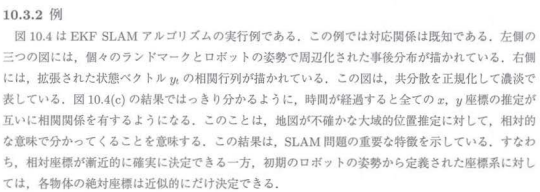 10.3.2 例
図 10.4 は EKF SLAM アルゴリズムの実行例である．この例では対応関係は既知である．左側の
三つの図には，個々のランドマークとロボットの姿勢で周辺化された事後分布が描かれている．右側
には，拡張された状態ベクトル yt の相関行列が描かれている．この図は，共分散を正規化して濃淡で
表している．図 10.4(c) の結果ではっきり分かるように，時間が経過すると全ての x，y 座標の推定が
互いに相関関係を有するようになる．このことは，地図が不確かな大域的位置推定に対して，相対的
な意味で分かってくることを意味する．この結果は，SLAM 問題の重要な特徴を示している．すなわ
ち，相対座標が漸近的に確実に決定できる一方，初期のロボットの姿勢から定義された座標系に対し
ては，各物体の絶対座標は近似的にだけ決定できる．